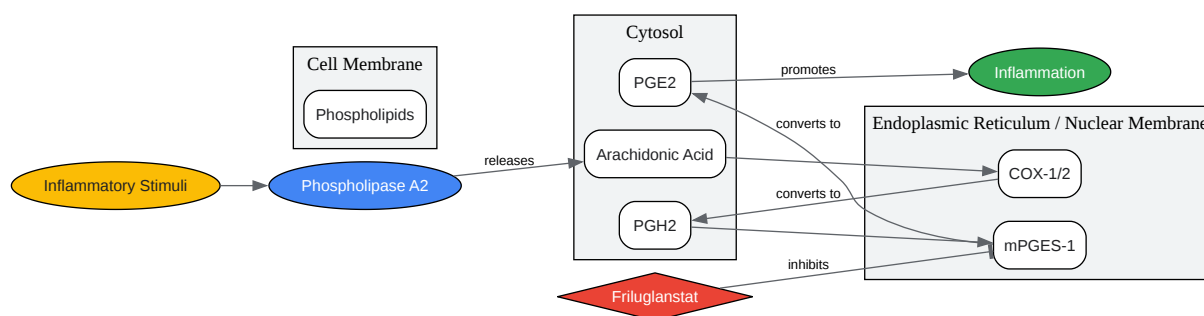 Cell Membrane
Phospholipids
Inflammatory Stimuli
Phospholipase A2
releases
Cytosol
PGE2
Arachidonic Acid
PGH2
Friluglanstat
promotes
converts to
converts to
inhibits
Inflammation
Endoplasmic Reticulum / Nuclear Membrane
COX-1/2
mPGES-1